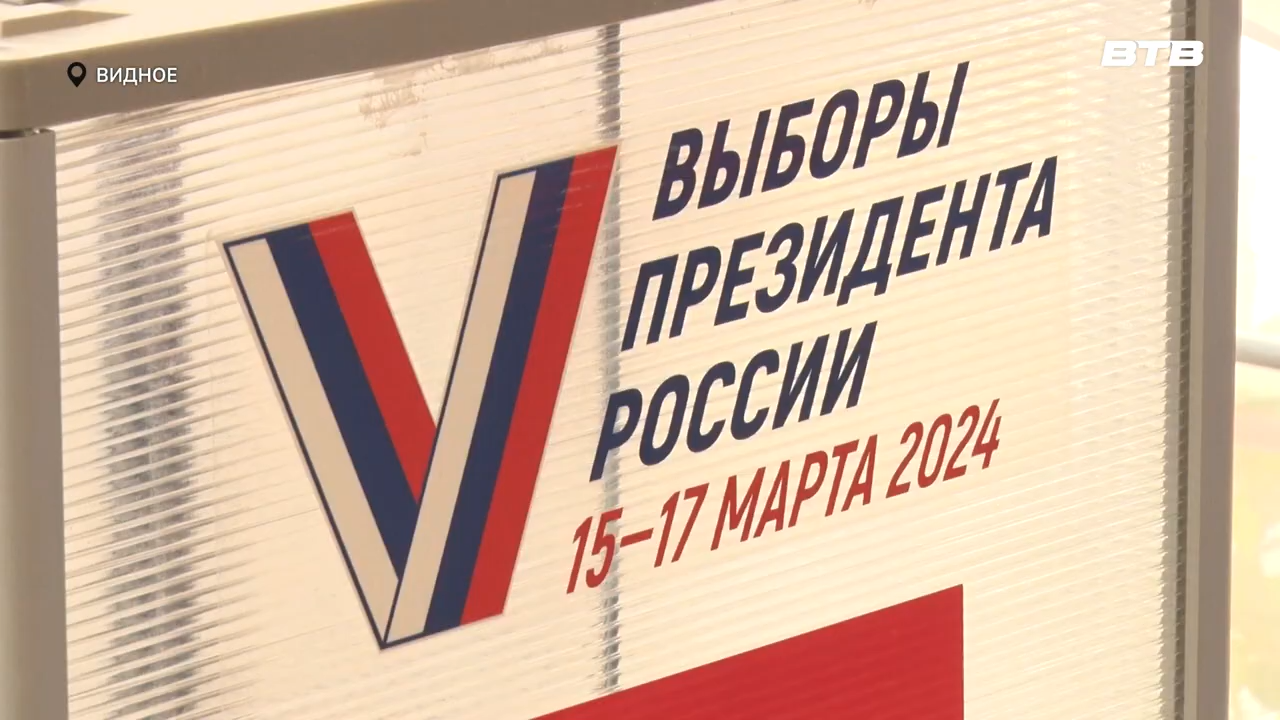 ВИДНОЕ
ВТВ
ВЫБОРЫ
ПРЕЗИДЕНТА
РОССИИ
15–17 МАРТА 2024